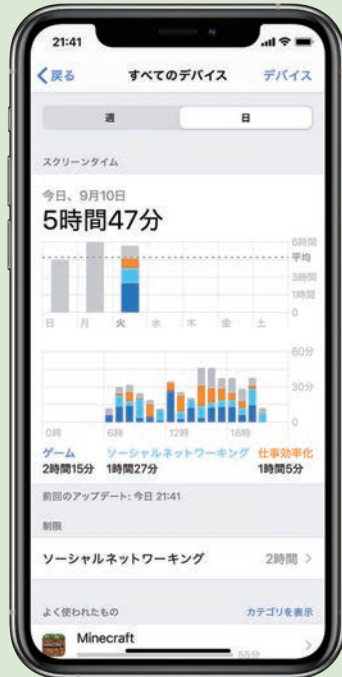 21:41
戻る すべてのデバイス デバイス
週 日
スクリーンタイム
今日、9月10日
5時間47分
6時間
平均
3時間
1時間
0
日 月 火 水 木 金 土
60分
30分
0
0時 6時 12時 18時
ゲーム ソーシャルネットワーキング 仕事効率化
2時間15分 1時間27分 1時間5分
前回のアップデート: 今日 21:41
制限
ソーシャルネットワーキング 2時間
よく使われたもの カテゴリを表示
Minecraft
55分